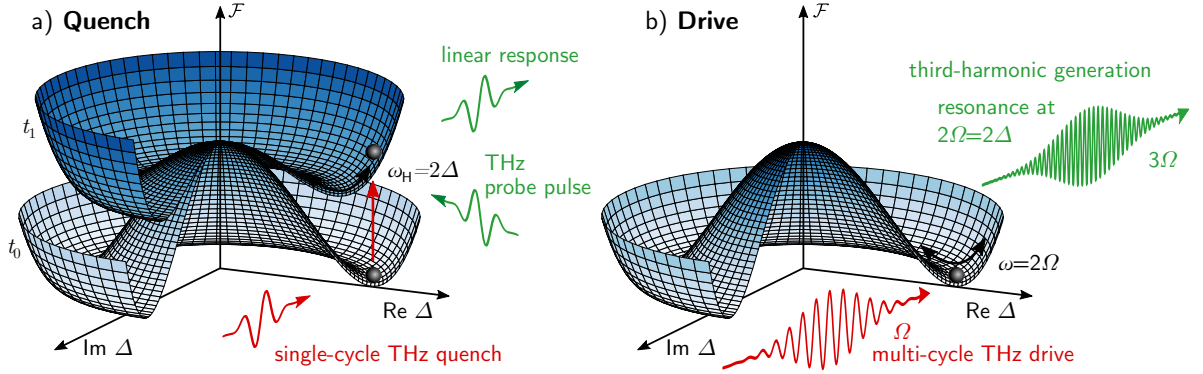 a) Quench
ℱ
linear response
t₁
ω_H=2Δ
THz
probe pulse
t₀
Re Δ
Im Δ
single-cycle THz quench
b) Drive
ℱ
third-harmonic generation
resonance at
2Ω=2Δ
3Ω
ω=2Ω
Re Δ
Im Δ
Ω
multi-cycle THz drive